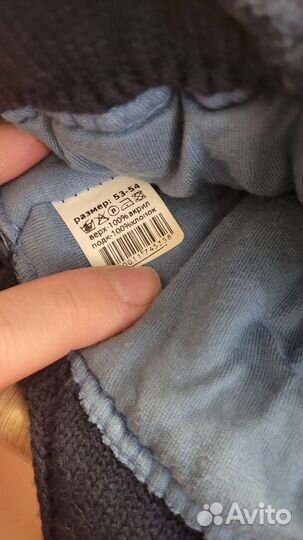 размер: 53-54
верх-100% акрил
подк-100%хлопок
Avito